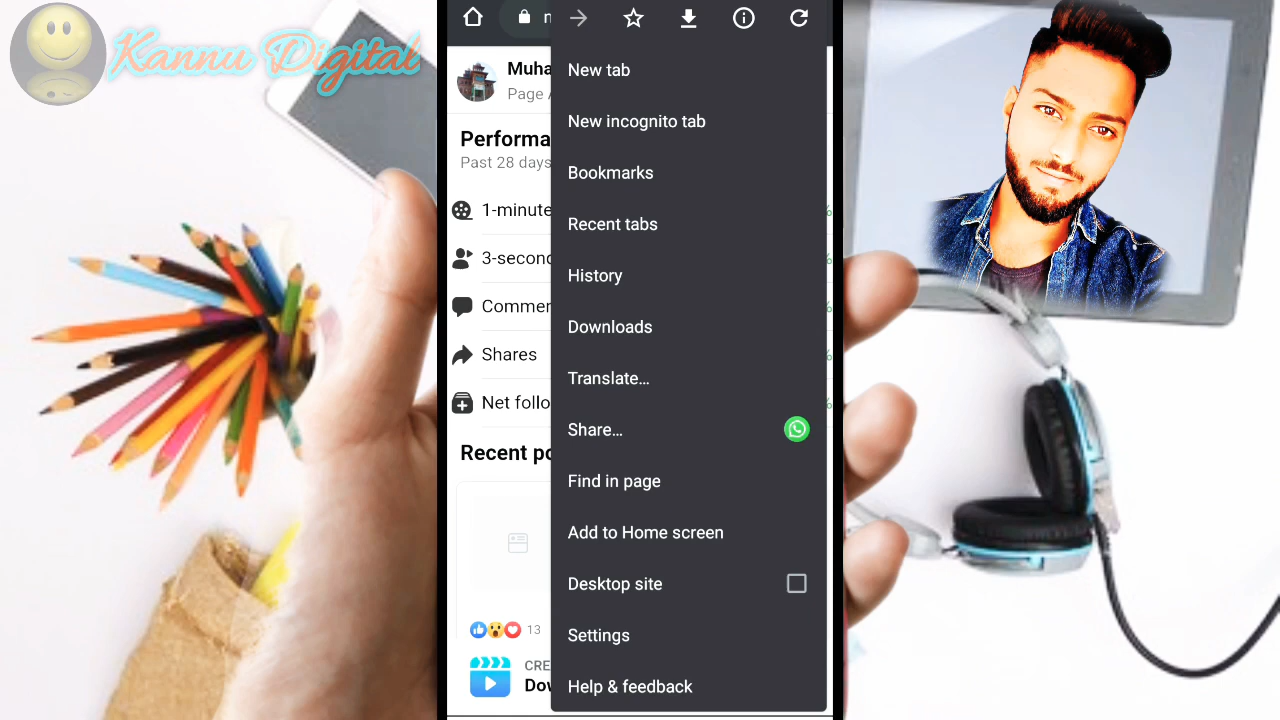 Kannu Digital
n
Muha
Page A
Performa
Past 28 days
1-minute
3-second
Commen
Shares
Net follo
Recent po
13
CRE
Dow
New tab
New incognito tab
Bookmarks
Recent tabs
History
Downloads
Translate…
Share…
Find in page
Add to Home screen
Desktop site
Settings
Help & feedback
%
%
%
%
%